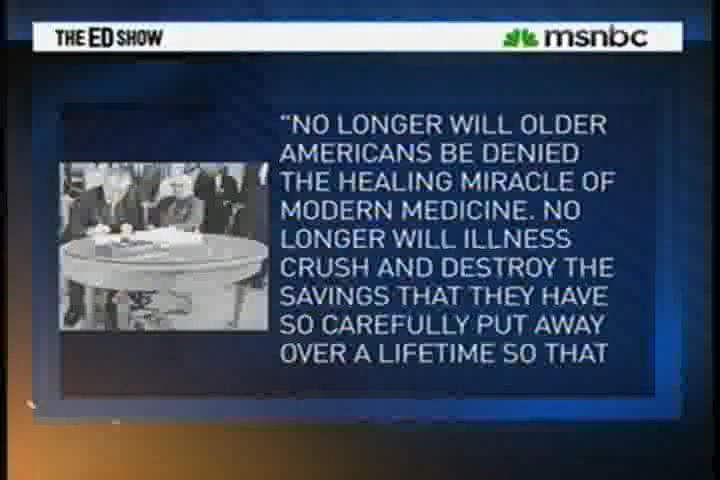 THE ED SHOW
msnbc
"NO LONGER WILL OLDER
AMERICANS BE DENIED
THE HEALING MIRACLE OF
MODERN MEDICINE. NO
LONGER WILL ILLNESS
CRUSH AND DESTROY THE
SAVINGS THAT THEY HAVE
SO CAREFULLY PUT AWAY
OVER A LIFETIME SO THAT